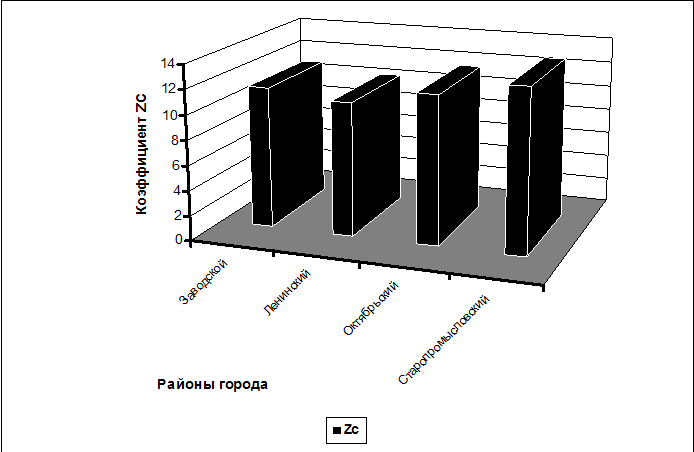 Коэффициент ZC
14
12
10
8
6
4
2
0
Заводской
Ленинский
Октябрьский
Старопромысловский
Районы города
Zc